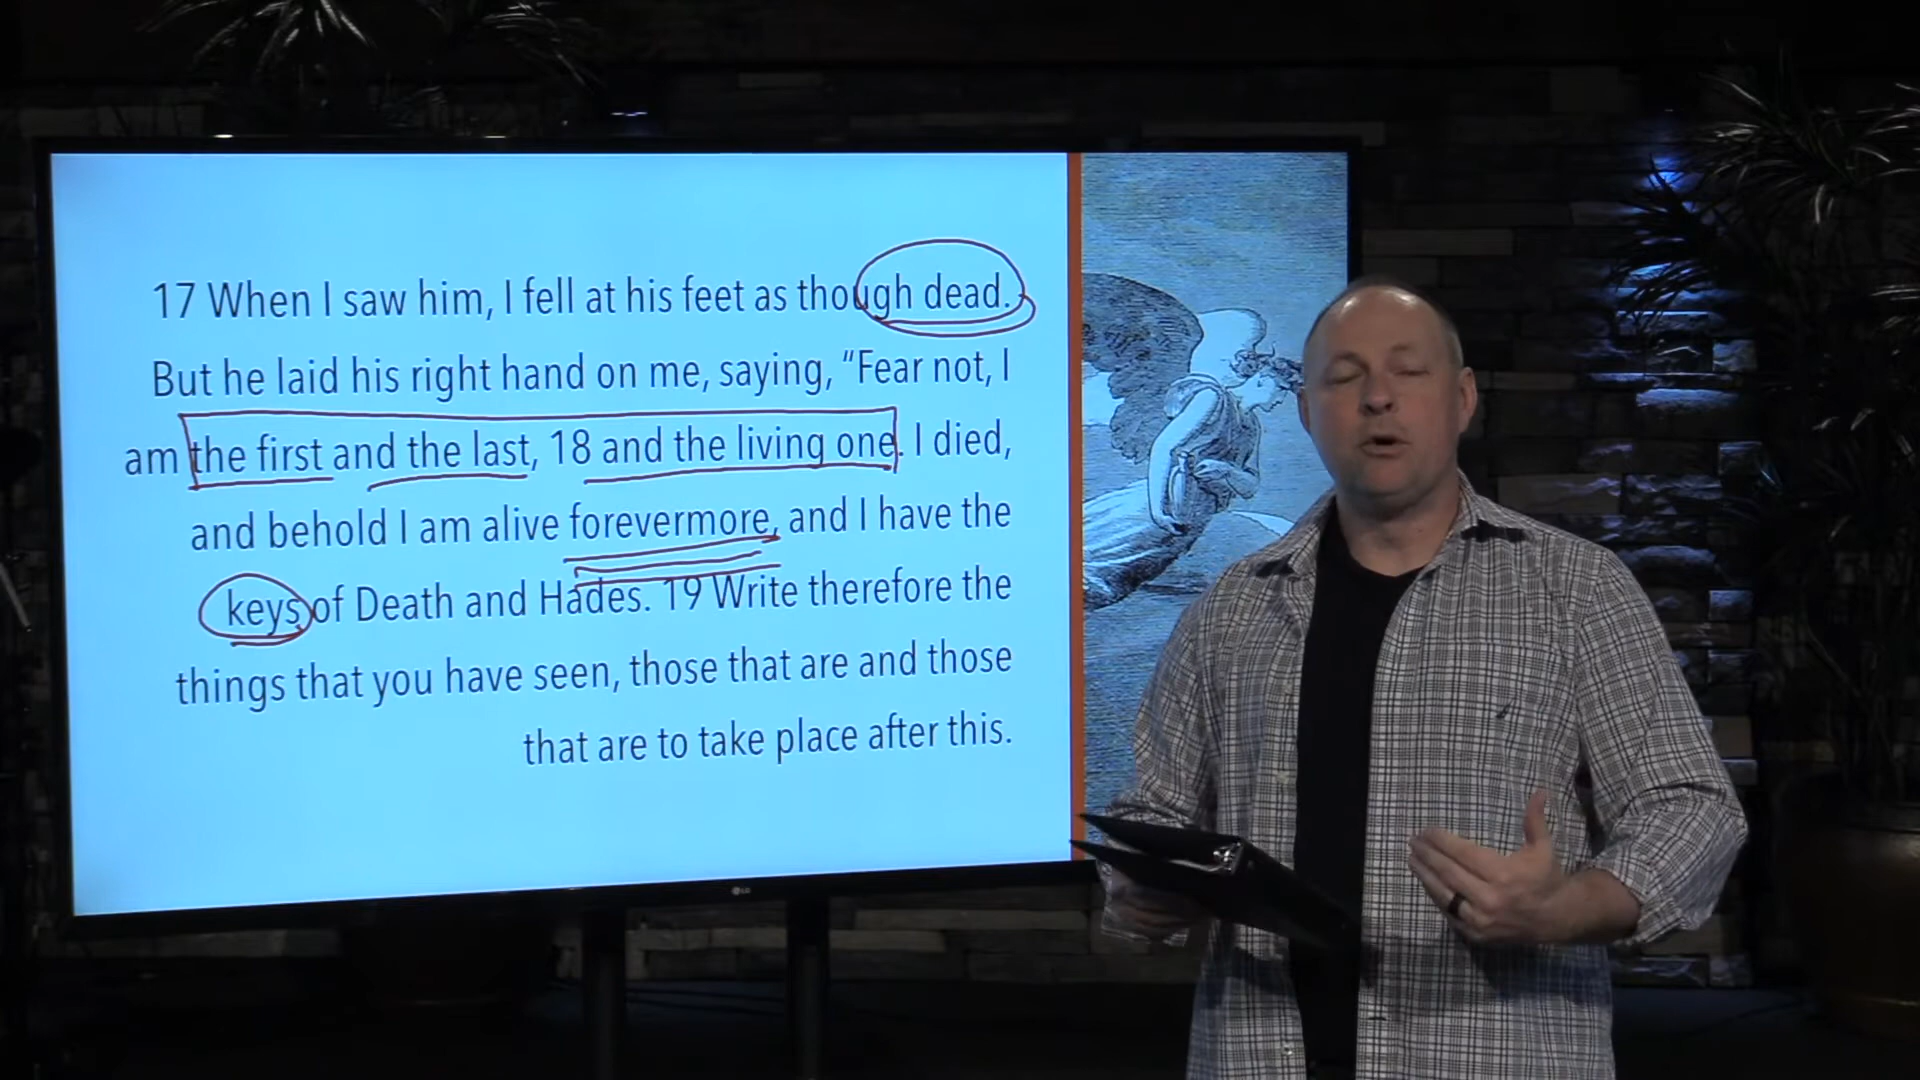 17 When I saw him, I fell at his feet as though dead.
But he laid his right hand on me, saying, “Fear not, I
am the first and the last, 18 and the living one. I died,
and behold I am alive forevermore, and I have the
keys of Death and Hades. 19 Write therefore the
things that you have seen, those that are and those
that are to take place after this.
LG